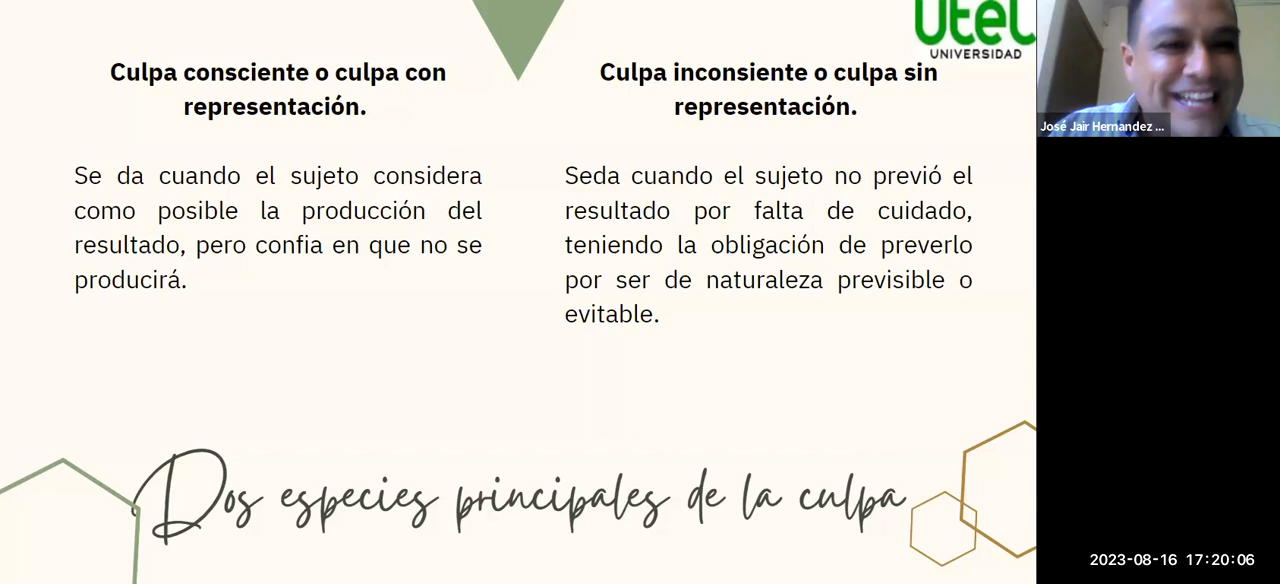 Utel
UNIVERSIDAD
Culpa consciente o culpa con
representación.
Se da cuando el sujeto considera
como posible la producción del
resultado, pero confia en que no se
producirá.
Culpa inconsiente o culpa sin
representación.
Seda cuando el sujeto no previó el
resultado por falta de cuidado,
teniendo la obligación de preverlo
por ser de naturaleza previsible o
evitable.
Dos especies principales de la culpa
José Jair Hernandez ...
2023-08-16 17:20:06